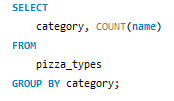 SELECT
category, COUNT(name)
FROM
pizza_types
GROUP BY category;